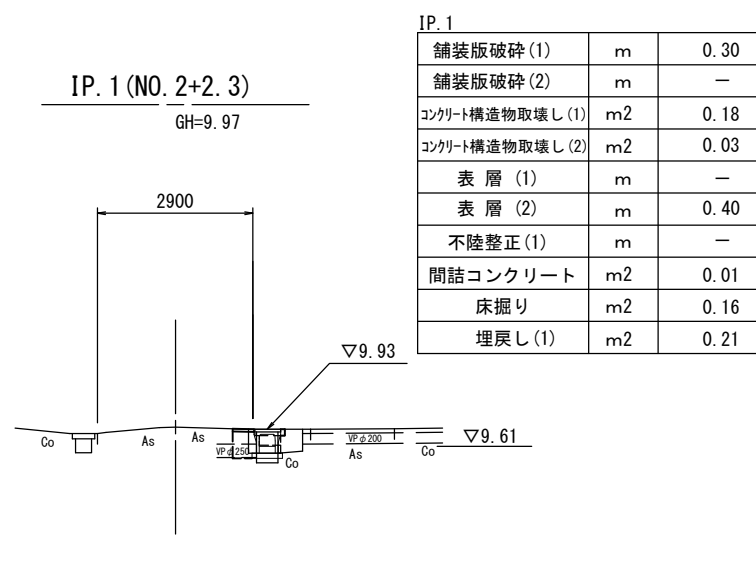 IP.1
舗装版破砕(1) m 0.30
舗装版破砕(2) m －
コンクリート構造物取壊し(1) m2 0.18
コンクリート構造物取壊し(2) m2 0.03
表 層 (1) m －
表 層 (2) m 0.40
不陸整正(1) m －
間詰コンクリート m2 0.01
床掘り m2 0.16
埋戻し(1) m2 0.21
IP.1(NO.2+2.3)
GH=9.97
2900
▽9.93
Co As As VPφ250 Co VPφ200 As Co ▽9.61